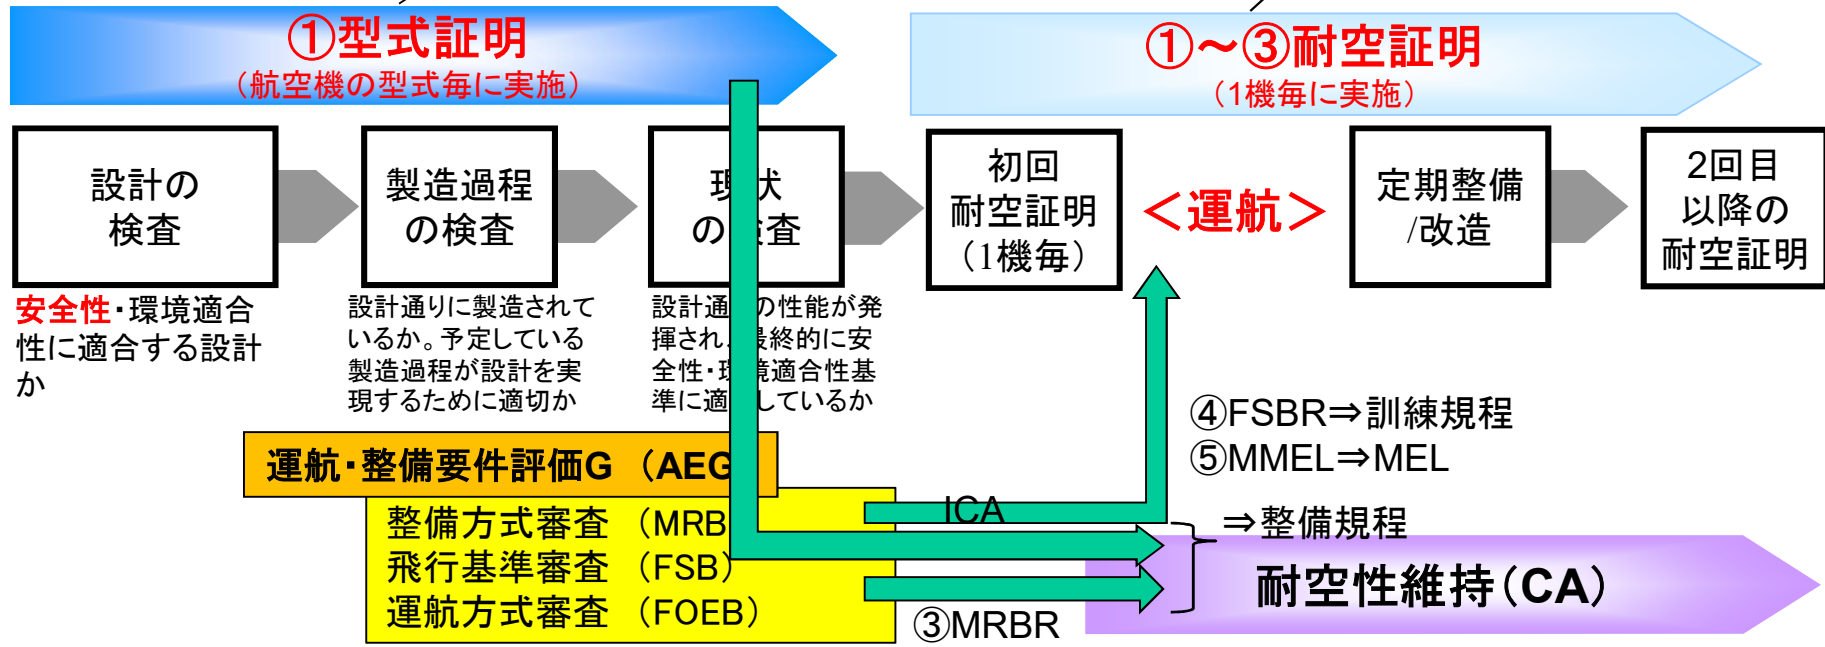 ①型式証明
（航空機の型式毎に実施）
①～③耐空証明
（1機毎に実施）
設計の
検査
製造過程
の検査
現状
の検査
初回
耐空証明
（1機毎）
＜運航＞
定期整備
/改造
2回目
以降の
耐空証明
安全性・環境適合
性に適合する設計
か
設計通りに製造されて
いるか。予定している
製造過程が設計を実
現するために適切か
設計通りの性能が発
揮され、最終的に安
全性・環境適合性基
準に適合しているか
④FSBR⇒訓練規程
⑤MMEL⇒MEL
運航・整備要件評価G （AEG
整備方式審査 （MRB
飛行基準審査 （FSB）
運航方式審査 （FOEB）
ICA
⇒整備規程
耐空性維持（CA）
③MRBR